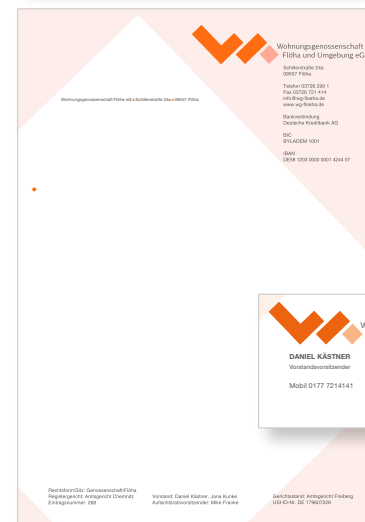 Wohnungsgenossenschaft
Flöha und Umgebung eG
Schillerstraße 24a
09557 Flöha
Telefon 03726 299 1
Fax 03726 721 414
info@wg-floeha.de
www.wg-floeha.de
Bankverbindung
Deutsche Kreditbank AG
BIC
BYLADEM 1001
IBAN
DE58 1203 0000 0001 4244 07
Wohnungsgenossenschaft Flöha eG • Schillerstraße 24a • 09557 Flöha
W
DANIEL KÄSTNER
Vorstandsvorsitzender
Mobil 0177 7214141
Rechtsform/Sitz: Genossenschaft/Flöha
Registergericht: Amtsgericht Chemnitz
Eintragsnummer: 268
Vorstand: Daniel Kästner, Jana Kunke
Aufsichtsratsvorsitzender: Mike Franke
Gerichtsstand: Amtsgericht Freiberg
USt-ID-Nr. DE 179607228